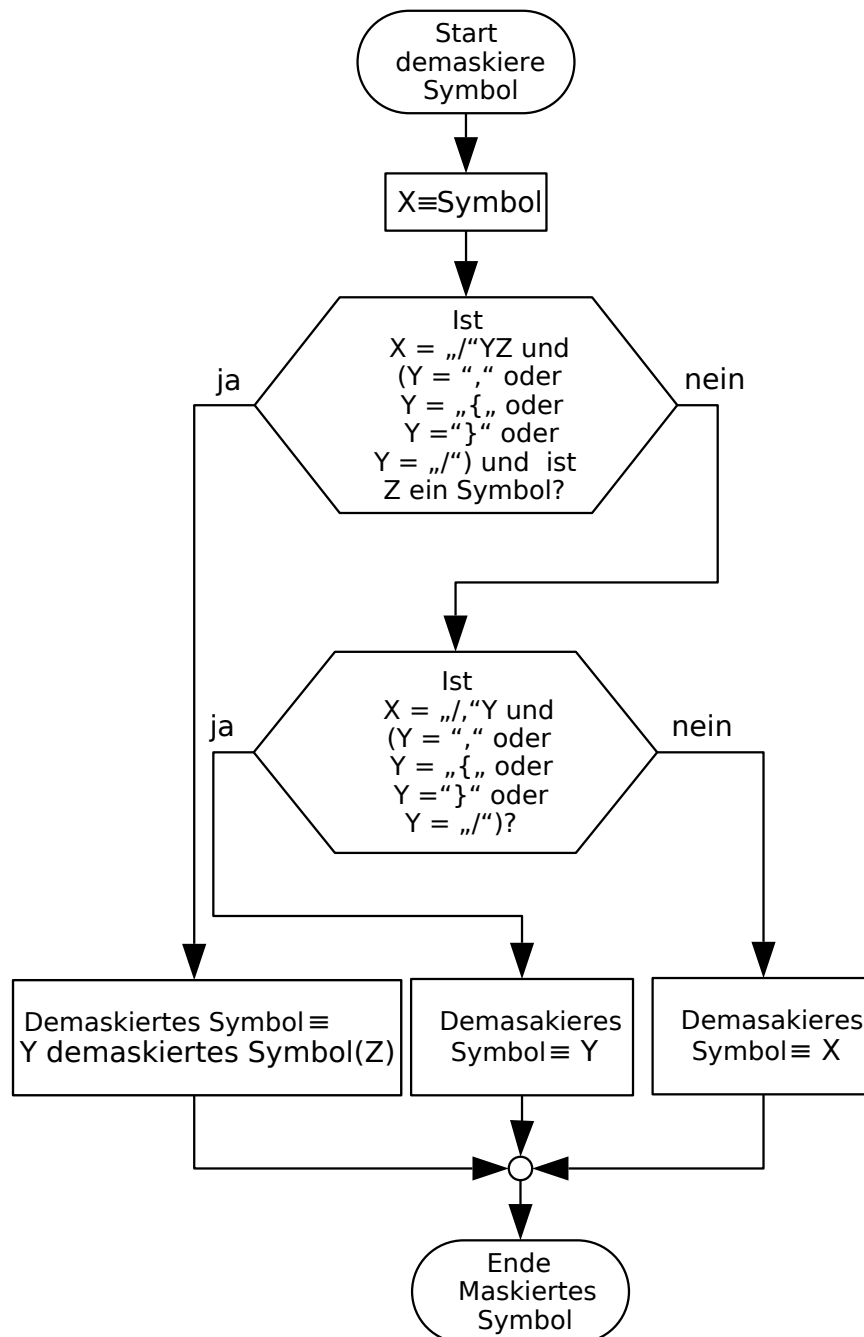 Start
demaskiere
Symbol
X≡Symbol
Ist
X = „/“YZ und
(Y = “,“ oder
Y = „{„ oder
Y =“}“ oder
Y = „/“) und ist
Z ein Symbol?
ja
nein
Ist
X = „/,“Y und
(Y = “,“ oder
Y = „{„ oder
Y =“}“ oder
Y = „/“)?
ja
nein
Demaskiertes Symbol≡
Y demaskiertes Symbol(Z)
Demasakieres
Symbol≡ Y
Demasakieres
Symbol≡ X
Ende
Maskiertes
Symbol